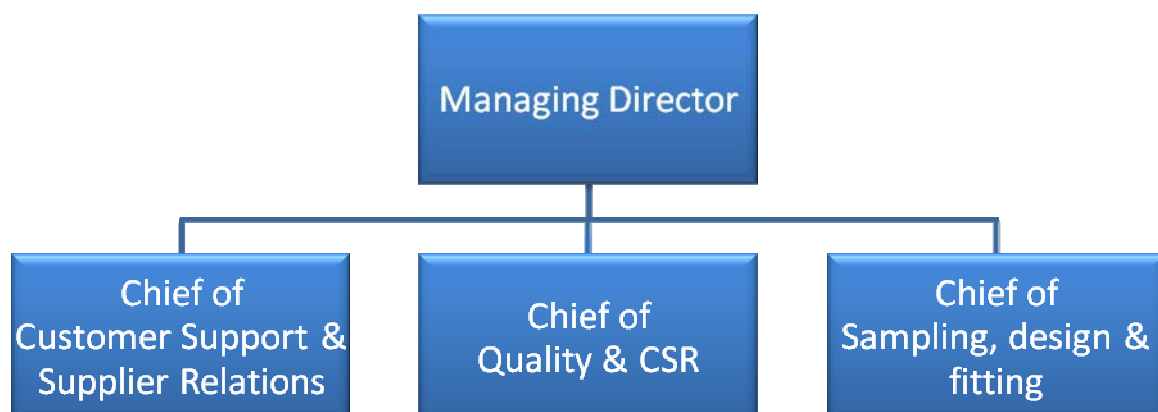 Managing Director
Chief of
Customer Support &
Supplier Relations
Chief of
Quality & CSR
Chief of
Sampling, design &
fitting